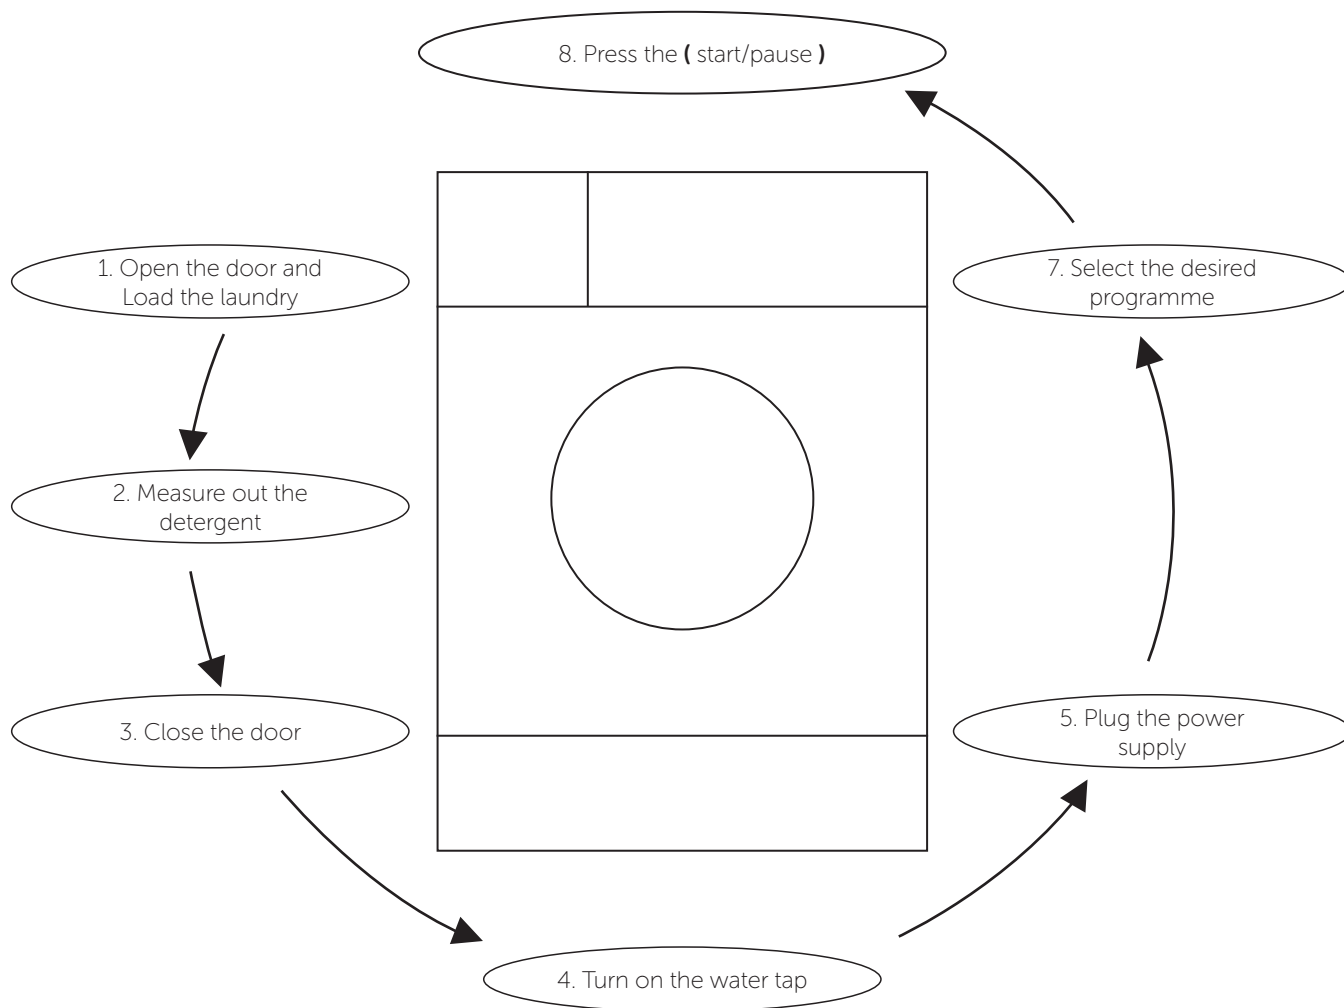 1. Open the door and
Load the laundry
2. Measure out the
detergent
3. Close the door
4. Turn on the water tap
5. Plug the power
supply
7. Select the desired
programme
8. Press the ( start/pause )